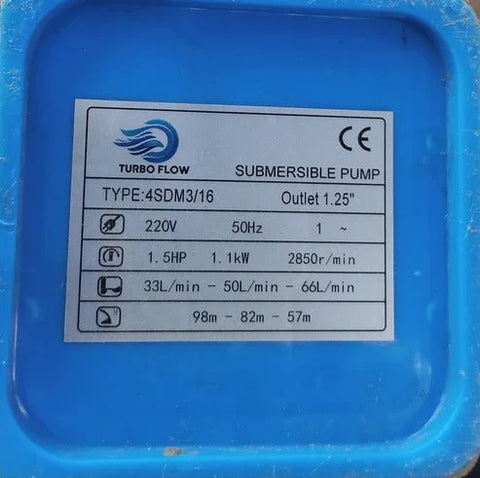 TURBO FLOW
CE
SUBMERSIBLE PUMP
TYPE:4SDM3/16 Outlet 1.25"
220V 50Hz 1 ~
1.5HP 1.1kW 2850r/min
33L/min - 50L/min - 66L/min
98m - 82m - 57m